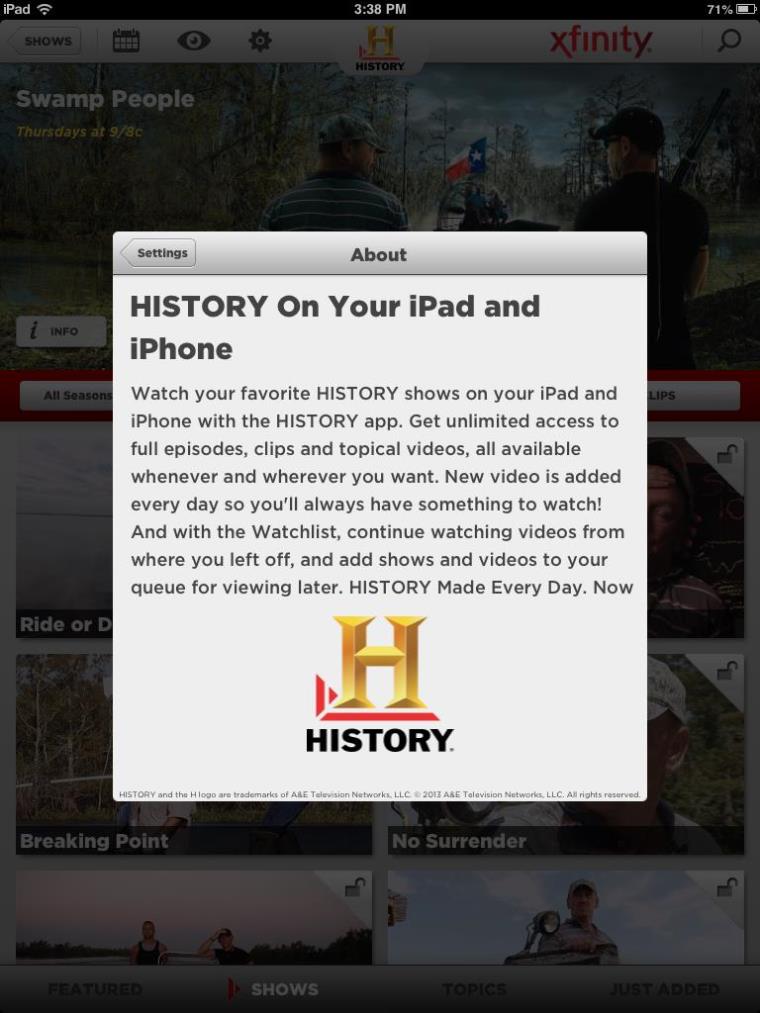 iPad 3:38 PM 71%
SHOWS
H
HISTORY
xfinity
Swamp People
Thursdays at 9/8c
Settings About
HISTORY On Your iPad and
iPhone
i INFO
Watch your favorite HISTORY shows on your iPad and
iPhone with the HISTORY app. Get unlimited access to
full episodes, clips and topical videos, all available
whenever and wherever you want. New video is added
every day so you'll always have something to watch!
And with the Watchlist, continue watching videos from
where you left off, and add shows and videos to your
queue for viewing later. HISTORY Made Every Day. Now
All Seasons
LIPS
Ride or D
H
HISTORY.
HISTORY and the H logo are trademarks of A&E Television Networks, LLC. © 2013 A&E Television Networks, LLC. All rights reserved.
Breaking Point
No Surrender
FEATURED SHOWS TOPICS JUST ADDED